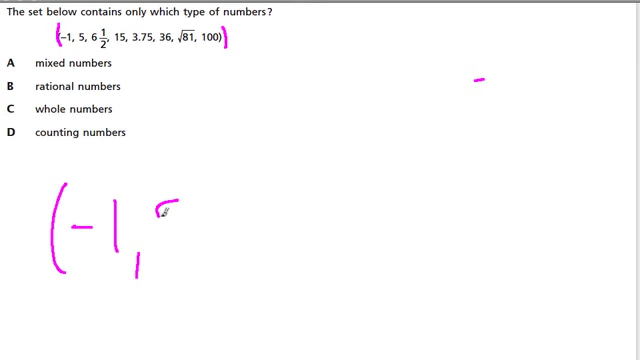 The set below contains only which type of numbers?
(–1, 5, 6 1/2, 15, 3.75, 36, √81, 100)
A mixed numbers
B rational numbers
C whole numbers
D counting numbers
(-1,